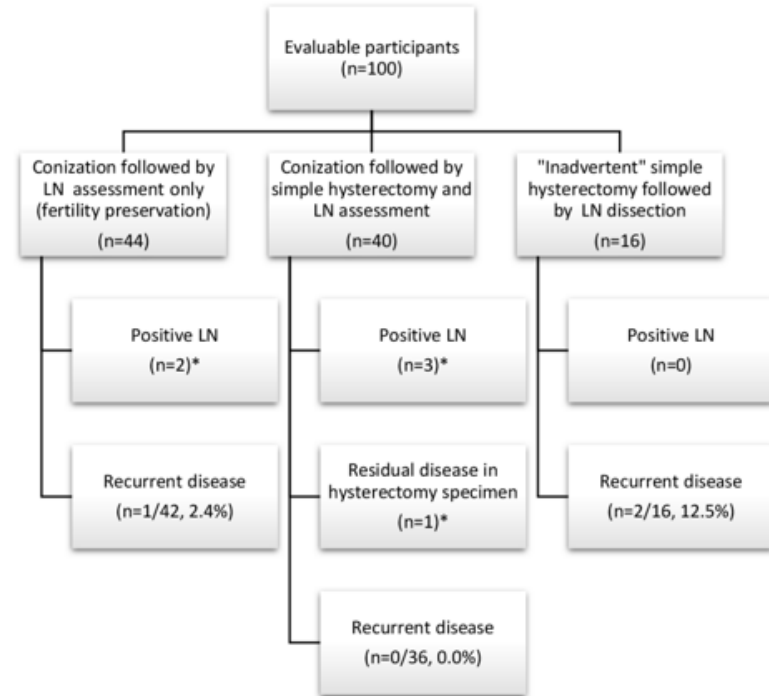 Evaluable participants
(n=100)
Conization followed by
LN assessment only
(fertility preservation)
(n=44)
Conization followed by
simple hysterectomy and
LN assessment
(n=40)
"Inadvertent" simple
hysterectomy followed
by LN dissection
(n=16)
Positive LN
(n=2)*
Positive LN
(n=3)*
Positive LN
(n=0)
Recurrent disease
(n=1/42, 2.4%)
Residual disease in
hysterectomy specimen
(n=1)*
Recurrent disease
(n=2/16, 12.5%)
Recurrent disease
(n=0/36, 0.0%)